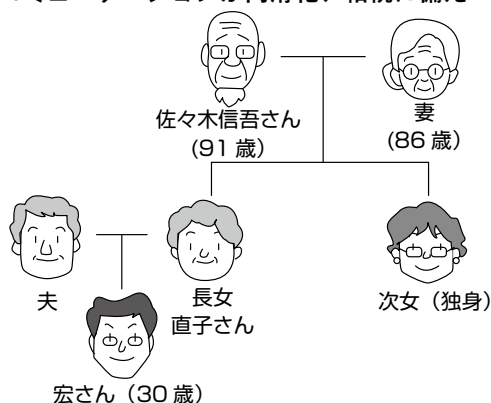 佐々木信吾さん
(91 歳)
妻
(86 歳)
夫
長女
直子さん
次女（独身）
宏さん（30 歳）